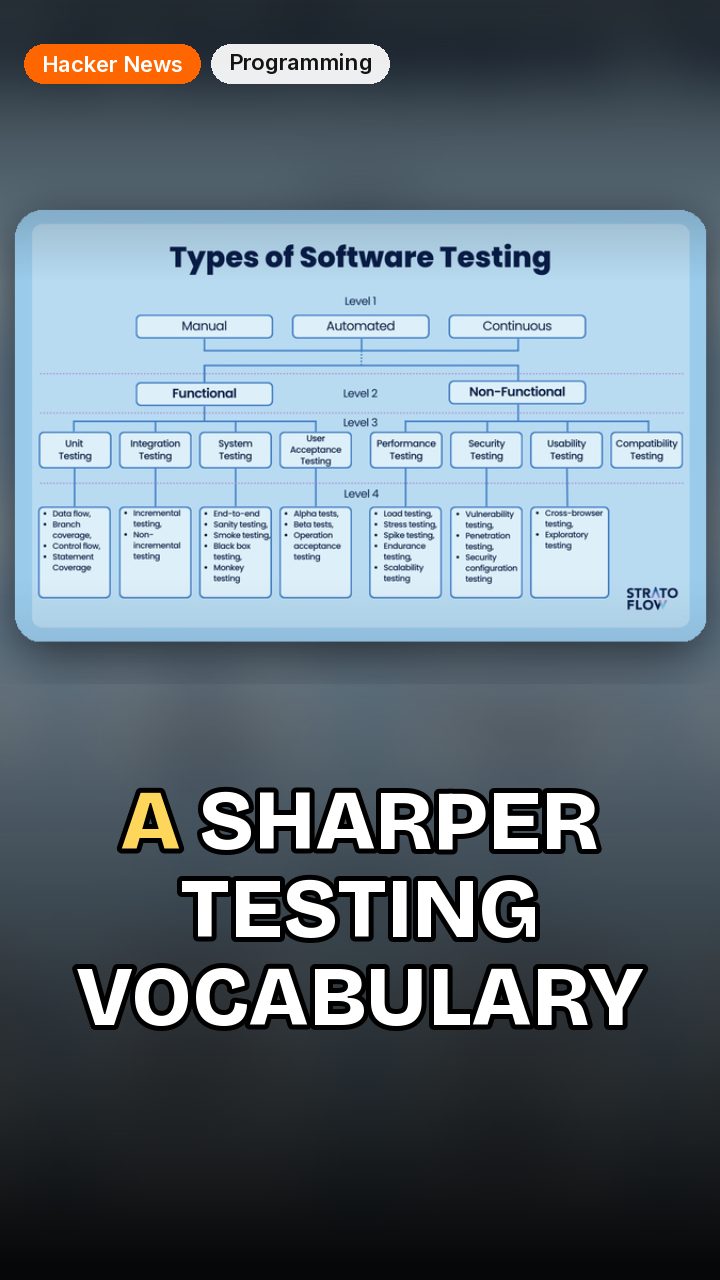 Hacker News
Programming
Types of Software Testing
Level 1
Manual
Automated
Continuous
Functional
Level 2
Non-Functional
Level 3
Unit
Testing
Integration
Testing
System
Testing
User
Acceptance
Testing
Performance
Testing
Security
Testing
Usability
Testing
Compatibility
Testing
Level 4
• Data flow,
• Branch
coverage,
• Control flow,
• Statement
Coverage
• Incremental
testing,
• Non-
incremental
testing
• End-to-end
• Sanity testing,
• Smoke testing,
• Black box
testing,
• Monkey
testing
• Alpha tests,
• Beta tests,
• Operation
acceptance
testing
• Load testing,
• Stress testing,
• Spike testing,
• Endurance
testing,
• Scalability
testing
• Vulnerability
testing,
• Penetration
testing,
• Security
configuration
testing
• Cross-browser
testing,
• Exploratory
testing
STRATO
FLOW
A SHARPER
TESTING
VOCABULARY